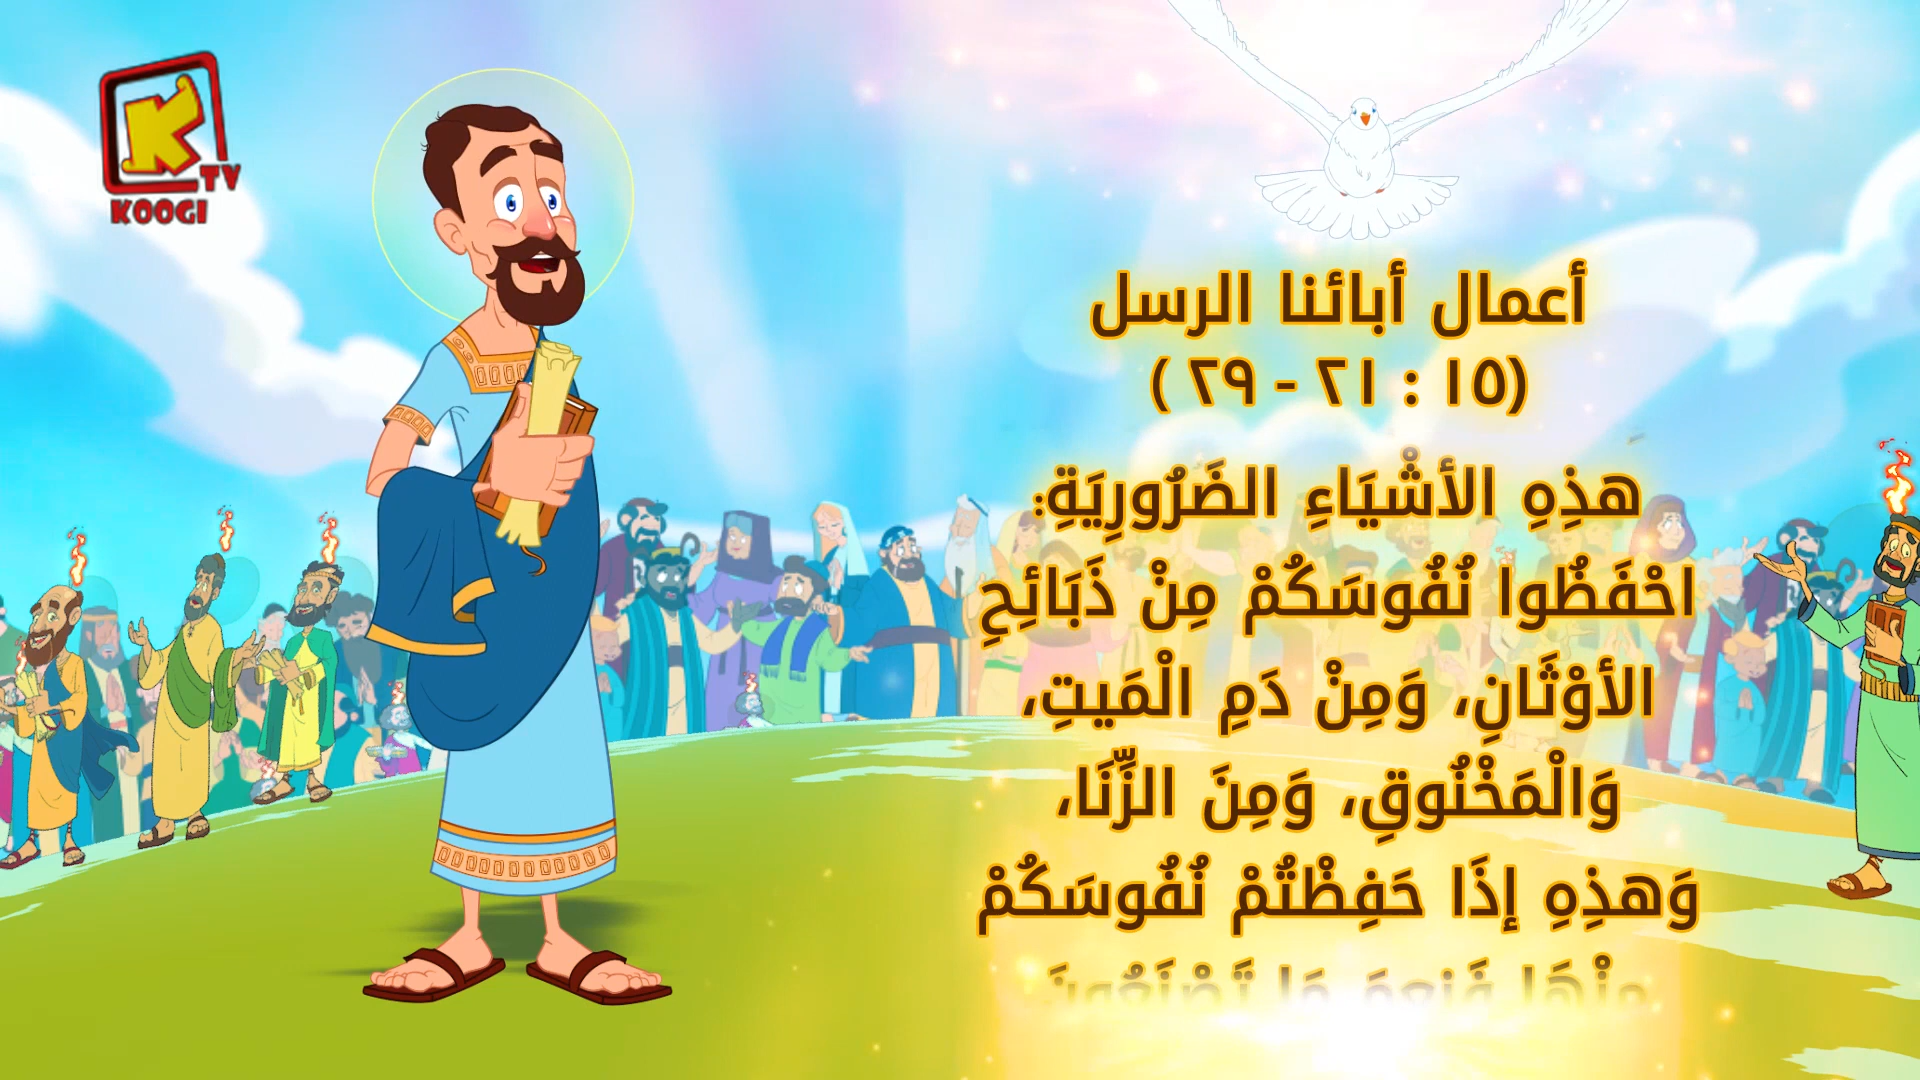 K TV
KOOGI
أعمال أبائنا الرسل
(١٥ : ٢١ - ٢٩ )
هذِهِ الأشْيَاءِ الضَرُورِيَةِ:
احْفَظُوا نُفُوسَكُمْ مِنْ ذَبَائِحِ
الأوْثَانِ، وَمِنْ دَمِ الْمَيتِ،
وَالْمَخْنُوقِ، وَمِنَ الزِّنَا،
وَهذِهِ إذَا حَفِظْتُمْ نُفُوسَكُمْ